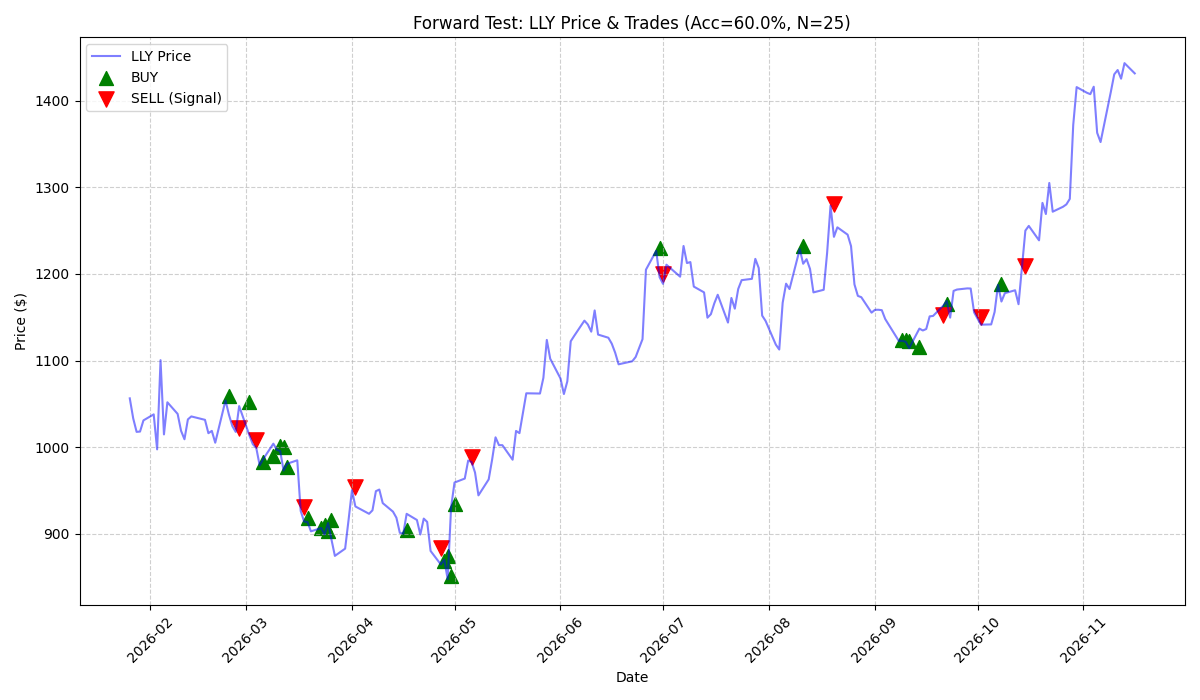 Forward Test: LLY Price & Trades (Acc=60.0%, N=25)
LLY Price
BUY
SELL (Signal)
Price ($)
1400
1300
1200
1100
1000
900
2026-02
2026-03
2026-04
2026-05
2026-06
2026-07
2026-08
2026-09
2026-10
2026-11
Date